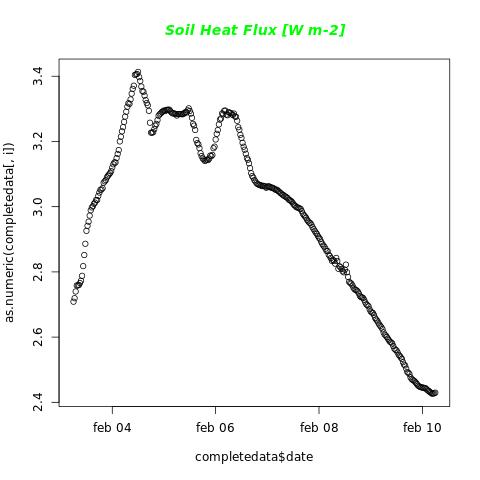 Soil Heat Flux [W m-2]
3.4
3.2
3.0
2.8
2.6
2.4
as.numeric(completedata[, i])
feb 04 feb 06 feb 08 feb 10
completedata$date